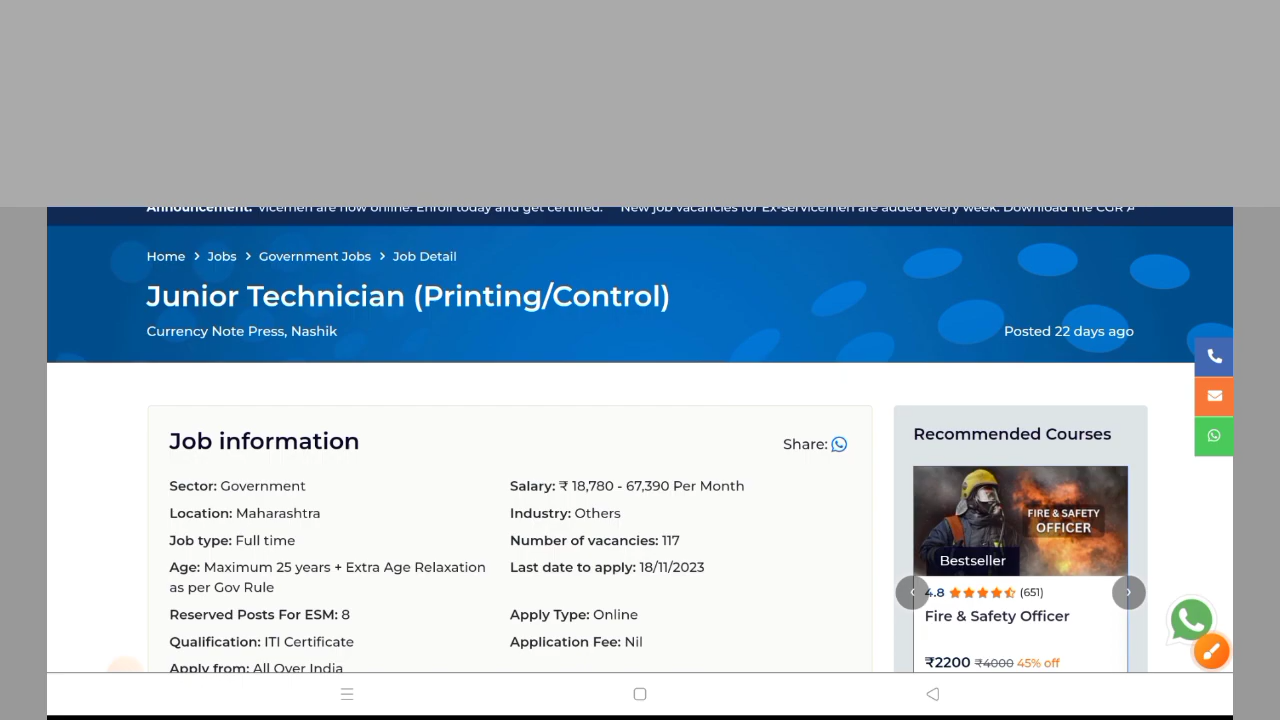 Announcement: vicemen are now online. Enroll today and get certified. New job vacancies for Ex-servicemen are added every week. Download the CGR A
Home > Jobs > Government Jobs > Job Detail
Junior Technician (Printing/Control)
Currency Note Press, Nashik
Posted 22 days ago
Job information
Share:
Sector: Government
Salary: ₹ 18,780 - 67,390 Per Month
Location: Maharashtra
Industry: Others
Job type: Full time
Number of vacancies: 117
Age: Maximum 25 years + Extra Age Relaxation
as per Gov Rule
Last date to apply: 18/11/2023
Reserved Posts For ESM: 8
Apply Type: Online
Qualification: ITI Certificate
Application Fee: Nil
Apply from: All Over India
Recommended Courses
FIRE & SAFETY
OFFICER
Bestseller
4.8 (651)
Fire & Safety Officer
₹2200 ₹4000 45% off